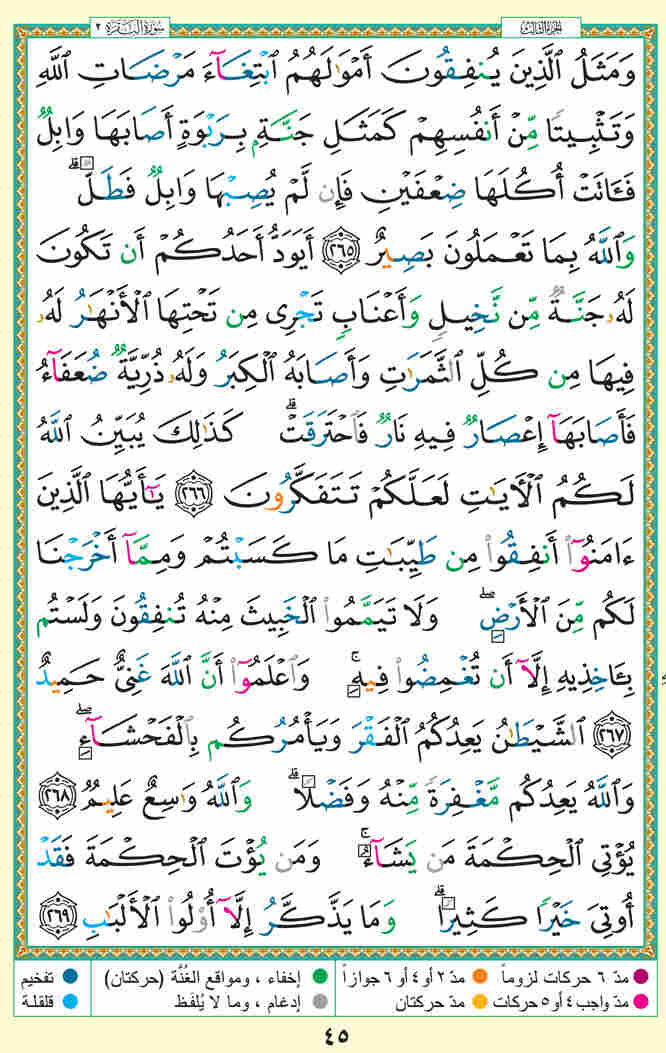 الجزء الثالث
سورة البقرة ٢
وَمَثَلُ ٱلَّذِينَ يُنفِقُونَ أَمْوَٰلَهُمُ ٱبْتِغَآءَ مَرْضَاتِ ٱللَّهِ
وَتَثْبِيتًا مِّنْ أَنفُسِهِمْ كَمَثَلِ جَنَّةٍۭ بِرَبْوَةٍ أَصَابَهَا وَابِلٌ
فَـَٔاتَتْ أُكُلَهَا ضِعْفَيْنِ فَإِن لَّمْ يُصِبْهَا وَابِلٌ فَطَلٌّ ۗ
وَٱللَّهُ بِمَا تَعْمَلُونَ بَصِيرٌ ٢٦٥ أَيَوَدُّ أَحَدُكُمْ أَن تَكُونَ
لَهُۥ جَنَّةٌ مِّن نَّخِيلٍ وَأَعْنَابٍ تَجْرِى مِن تَحْتِهَا ٱلْأَنْهَـٰرُ لَهُۥ
فِيهَا مِن كُلِّ ٱلثَّمَرَٰتِ وَأَصَابَهُ ٱلْكِبَرُ وَلَهُۥ ذُرِّيَّةٌ ضُعَفَآءُ
فَأَصَابَهَآ إِعْصَارٌ فِيهِ نَارٌ فَٱحْتَرَقَتْ ۗ كَذَٰلِكَ يُبَيِّنُ ٱللَّهُ
لَكُمُ ٱلْـَٔايَـٰتِ لَعَلَّكُمْ تَتَفَكَّرُونَ ٢٦٦ يَـٰٓأَيُّهَا ٱلَّذِينَ
ءَامَنُوٓا۟ أَنفِقُوا۟ مِن طَيِّبَـٰتِ مَا كَسَبْتُمْ وَمِمَّآ أَخْرَجْنَا
لَكُم مِّنَ ٱلْأَرْضِ ۖ وَلَا تَيَمَّمُوا۟ ٱلْخَبِيثَ مِنْهُ تُنفِقُونَ وَلَسْتُم
بِـَٔاخِذِيهِ إِلَّآ أَن تُغْمِضُوا۟ فِيهِ ۚ وَٱعْلَمُوٓا۟ أَنَّ ٱللَّهَ غَنِىٌّ حَمِيدٌ
٢٦٧ ٱلشَّيْطَـٰنُ يَعِدُكُمُ ٱلْفَقْرَ وَيَأْمُرُكُم بِٱلْفَحْشَآءِ ۖ
وَٱللَّهُ يَعِدُكُم مَّغْفِرَةً مِّنْهُ وَفَضْلًا ۗ وَٱللَّهُ وَٰسِعٌ عَلِيمٌ ٢٦٨
يُؤْتِى ٱلْحِكْمَةَ مَن يَشَآءُ ۚ وَمَن يُؤْتَ ٱلْحِكْمَةَ فَقَدْ
أُوتِىَ خَيْرًا كَثِيرًا ۗ وَمَا يَذَّكَّرُ إِلَّآ أُو۟لُوا۟ ٱلْأَلْبَـٰبِ ٢٦٩
مدّ ٦ حركات لزوماً مدّ ٢ أو ٤ أو ٦ جوازاً إخفاء ، ومواقع الغُنَّة (حركتان) تفخيم
مدّ واجب ٤ أو ٥ حركات مدّ حركتان إدغام ، وما لا يُلفَظ قلقلة
٤٥